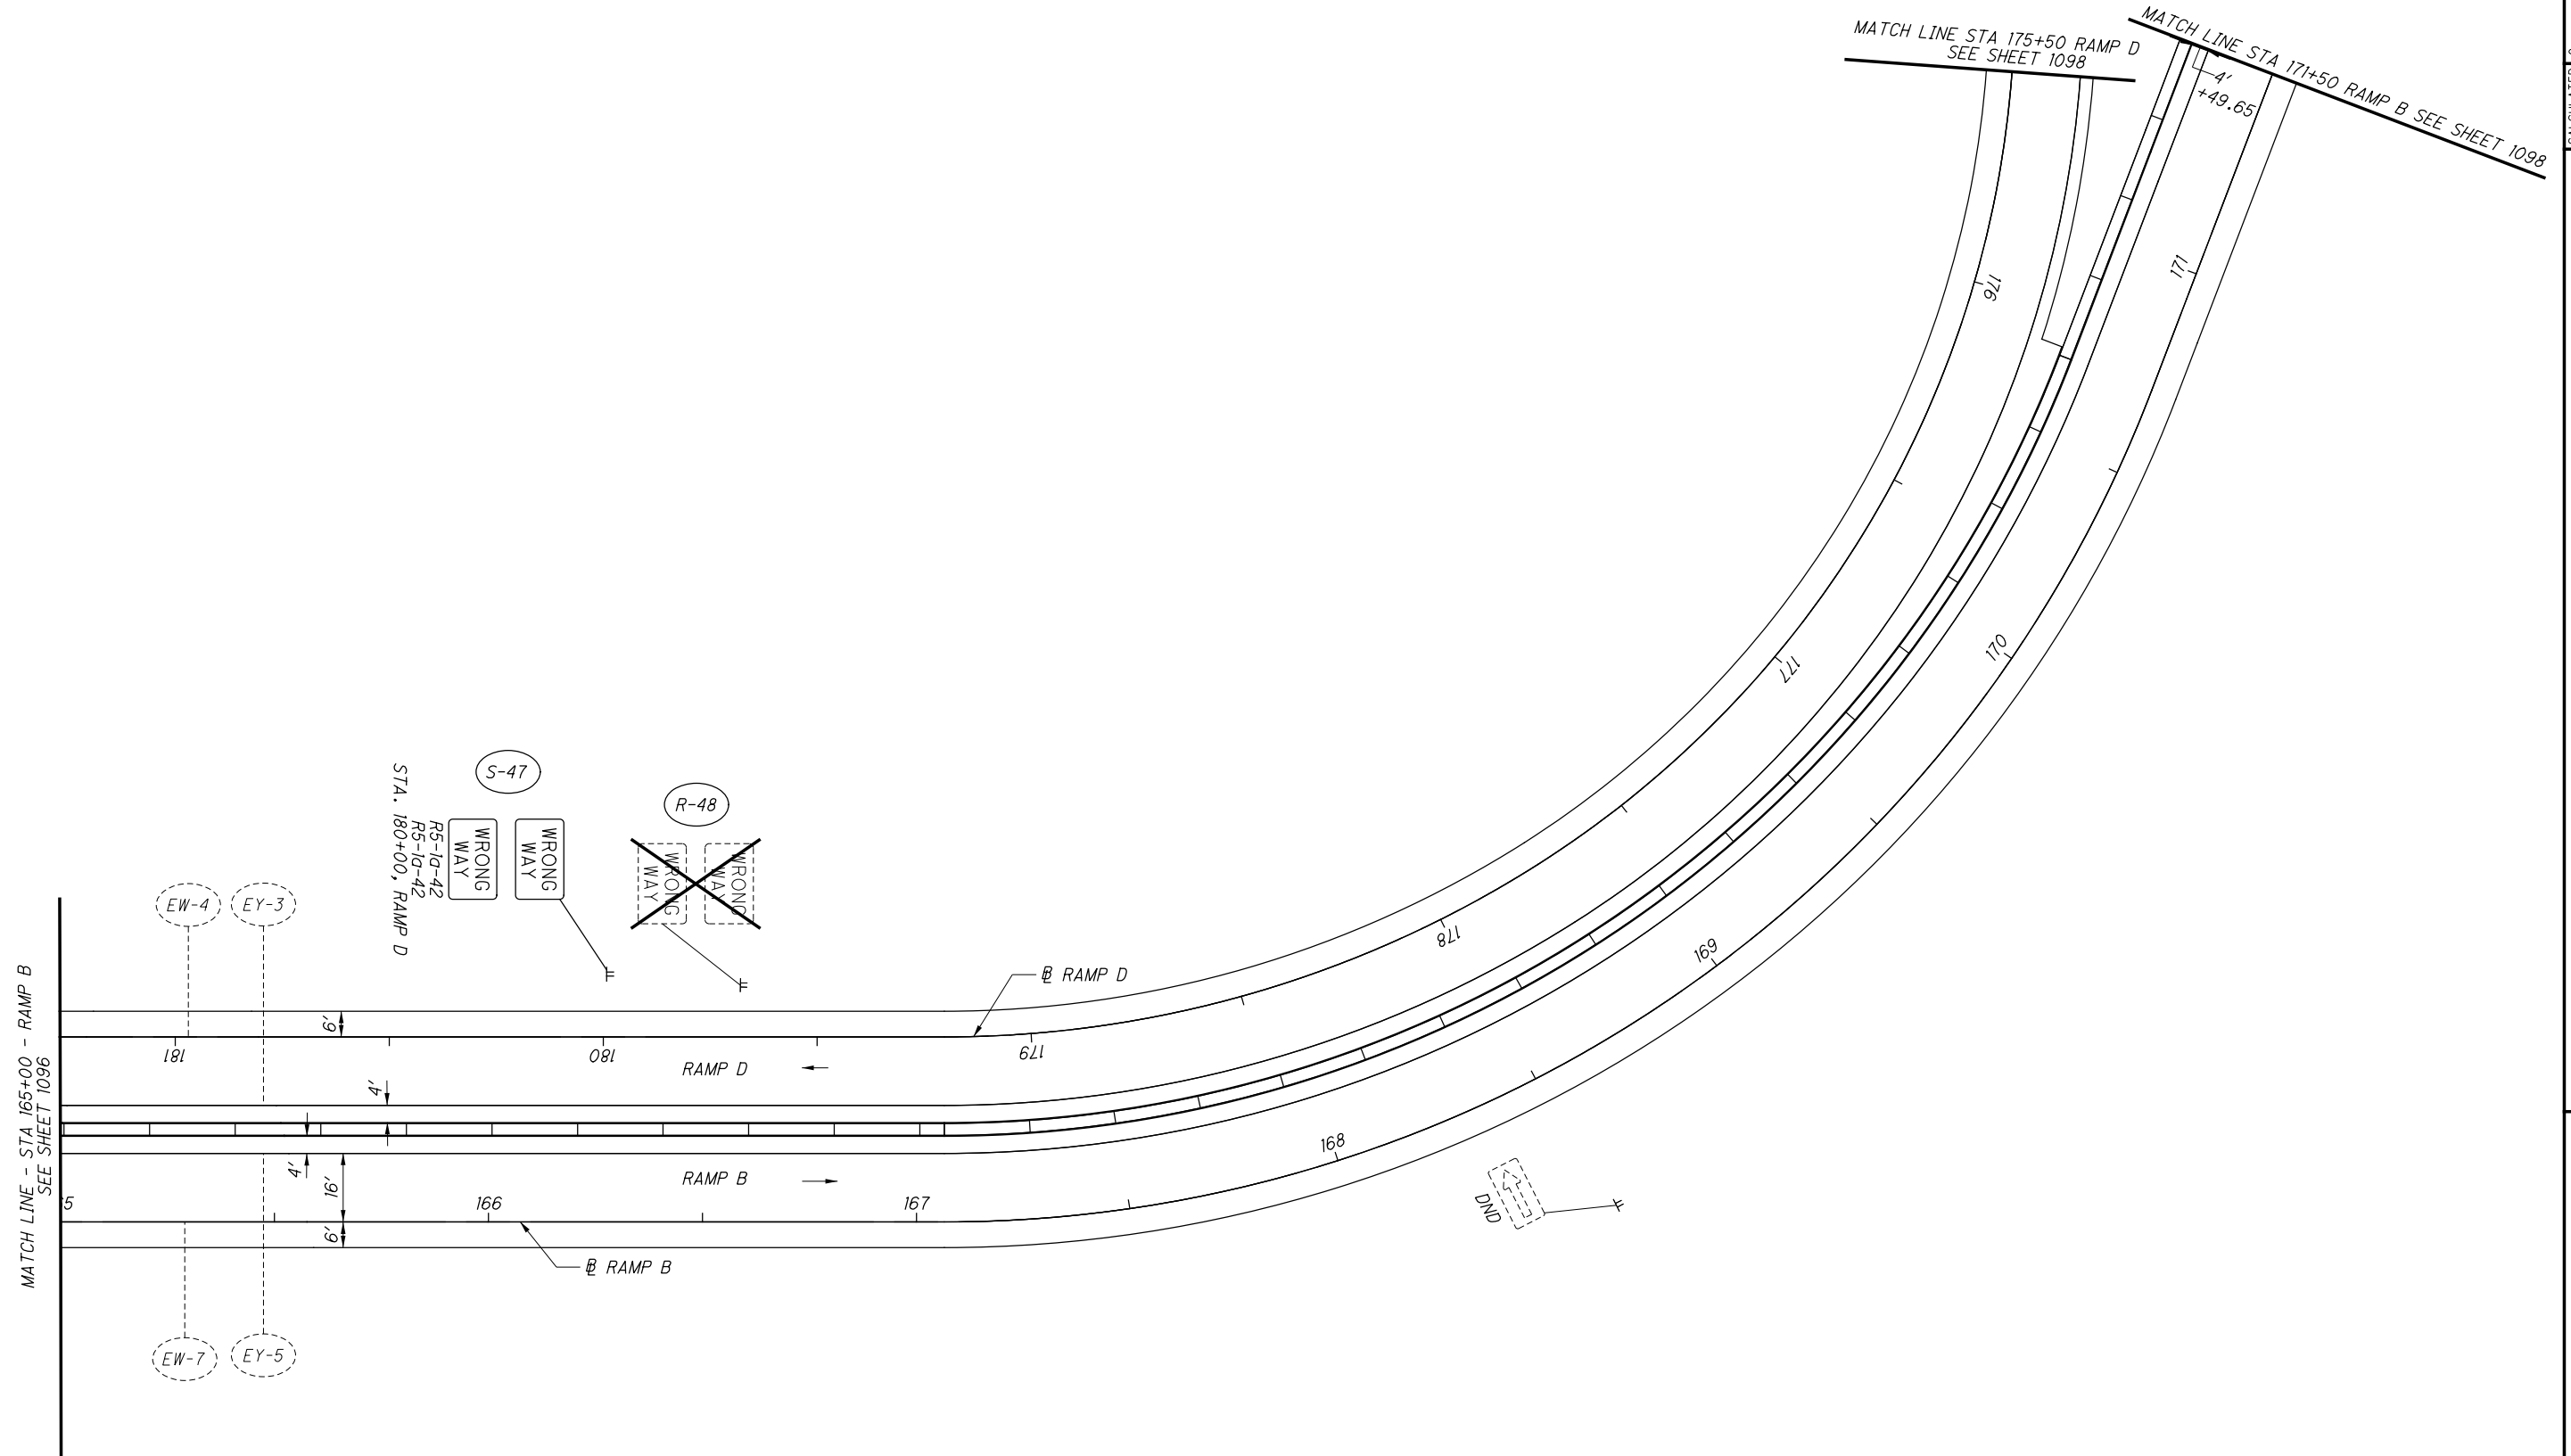 MATCH LINE STA 175+50 RAMP D
SEE SHEET 1098
MATCH LINE STA 171+50 RAMP B SEE SHEET 1098
4'
+49.65
171
176
170
177
169
178
168
179
S-47
R-48
WRONG
WAY
WRONG
WAY
R5-1a-42
R5-1a-42
STA. 180+00, RAMP D
WRONG
WAY
WRONG
WAY
EW-4
EY-3
BL RAMP D
6'
181
180
RAMP D
4'
MATCH LINE - STA 165+00 - RAMP B
SEE SHEET 1096
4'
16'
RAMP B
5
166
167
6'
BL RAMP B
DND
EW-7
EY-5